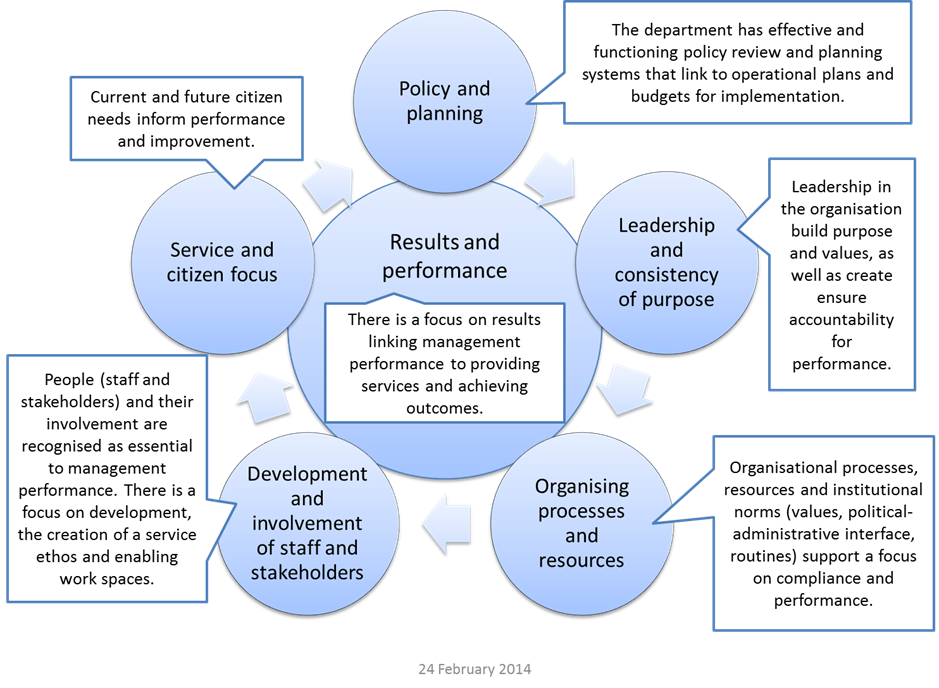 Policy and
planning
The department has effective and
functioning policy review and planning
systems that link to operational plans and
budgets for implementation.
Current and future citizen
needs inform performance
and improvement.
Service and
citizen focus
Results and
performance
There is a focus on results
linking management
performance to providing
services and achieving
outcomes.
Leadership
and
consistency
of purpose
Leadership in
the organisation
build purpose
and values, as
well as create
ensure
accountability
for
performance.
People (staff and
stakeholders) and their
involvement are
recognised as essential
to management
performance. There is a
focus on development,
the creation of a service
ethos and enabling
work spaces.
Development
and
involvement
of staff and
stakeholders
Organising
processes
and
resources
Organisational processes,
resources and institutional
norms (values, political-
administrative interface,
routines) support a focus
on compliance and
performance.
24 February 2014